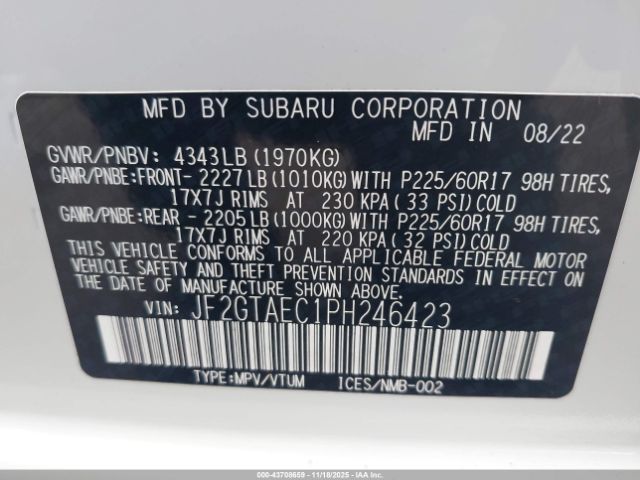 MFD BY SUBARU CORPORATION
MFD IN 08/22
GVWR/PNBV: 4343LB(1970KG)
GAWR/PNBE:FRONT- 2227LB(1010KG)WITH P225/60R17 98H TIRES,
17X7J RIMS AT 230 KPA(33 PSI)COLD
GAWR/PNBE:REAR - 2205LB(1000KG)WITH P225/60R17 98H TIRES,
17X7J RIMS AT 220 KPA(32 PSI)COLD
THIS VEHICLE CONFORMS TO ALL APPLICABLE FEDERAL MOTOR
VEHICLE SAFETY AND THEFT PREVENTION STANDARDS IN EFFECT ON
THE DATE OF MANUFACTURE SHOWN ABOVE.
VIN: JF2GTAEC1PH246423
TYPE:MPV/VTUM ICES/NMB-002
000-43708659 - 11/18/2025 - IAAI.CA